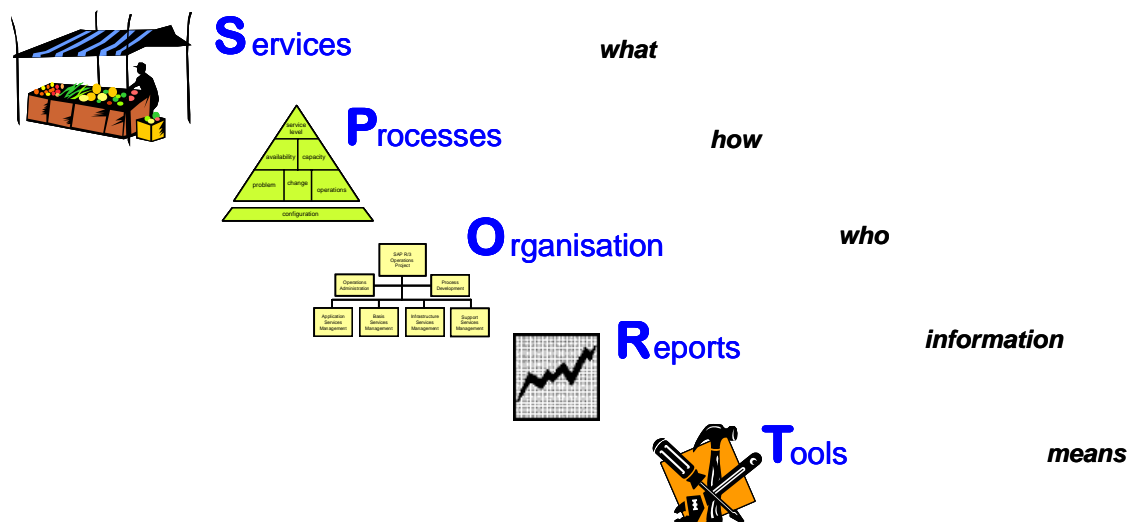 Services what
service
level
Processes how
availability capacity
problem change operations
configuration
Organisation who
SAP R/3
Operations
Project
Operations
Administration
Process
Development
Application
Services
Management
Basis
Services
Management
Infrastructure
Services
Management
Support
Services
Management
Reports information
Tools means